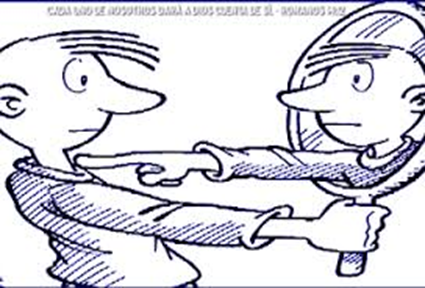 CADA UNO DE NOSOTROS DARÁ A DIOS CUENTA DE SÍ. - ROMANOS 14:12